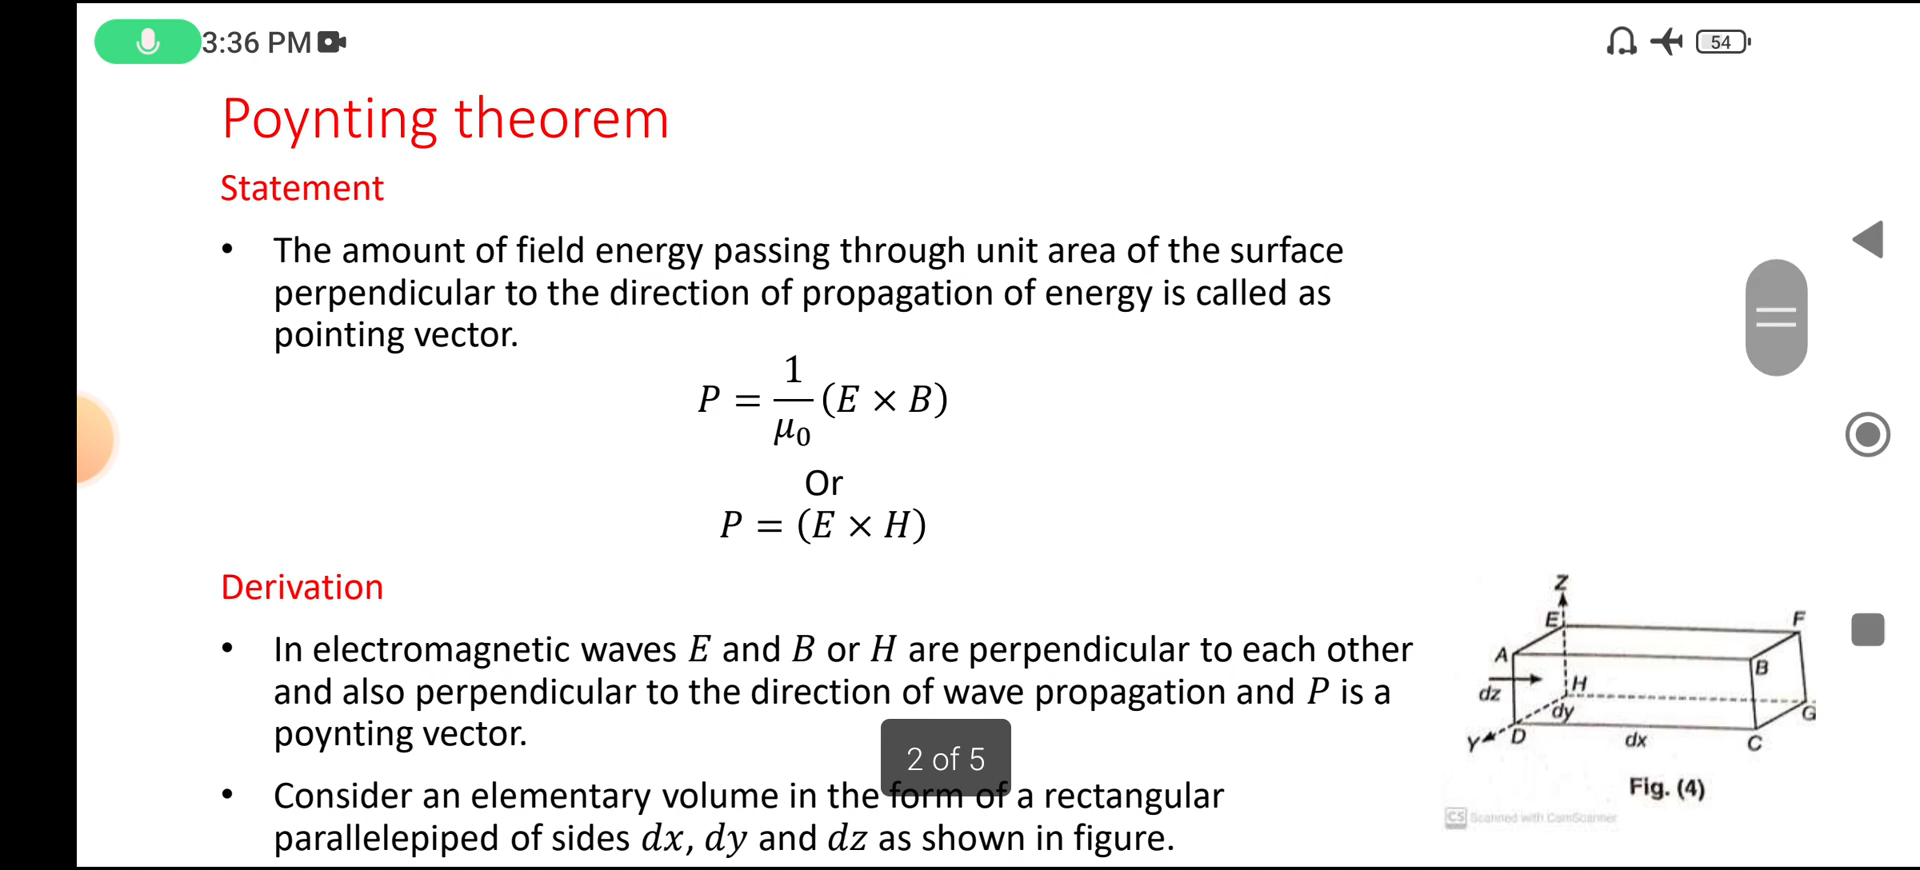 3:36 PM
54
Poynting theorem
Statement
• The amount of field energy passing through unit area of the surface
perpendicular to the direction of propagation of energy is called as
pointing vector.
P = 1/μ₀ (E × B)
Or
P = (E × H)
Derivation
• In electromagnetic waves E and B or H are perpendicular to each other
and also perpendicular to the direction of wave propagation and P is a
poynting vector.
2 of 5
• Consider an elementary volume in the form of a rectangular
parallelepiped of sides dx, dy and dz as shown in figure.
Z
E
F
A
B
dz
H
dy
G
Y
D
dx
C
Fig. (4)
CS Scanned with CamScanner